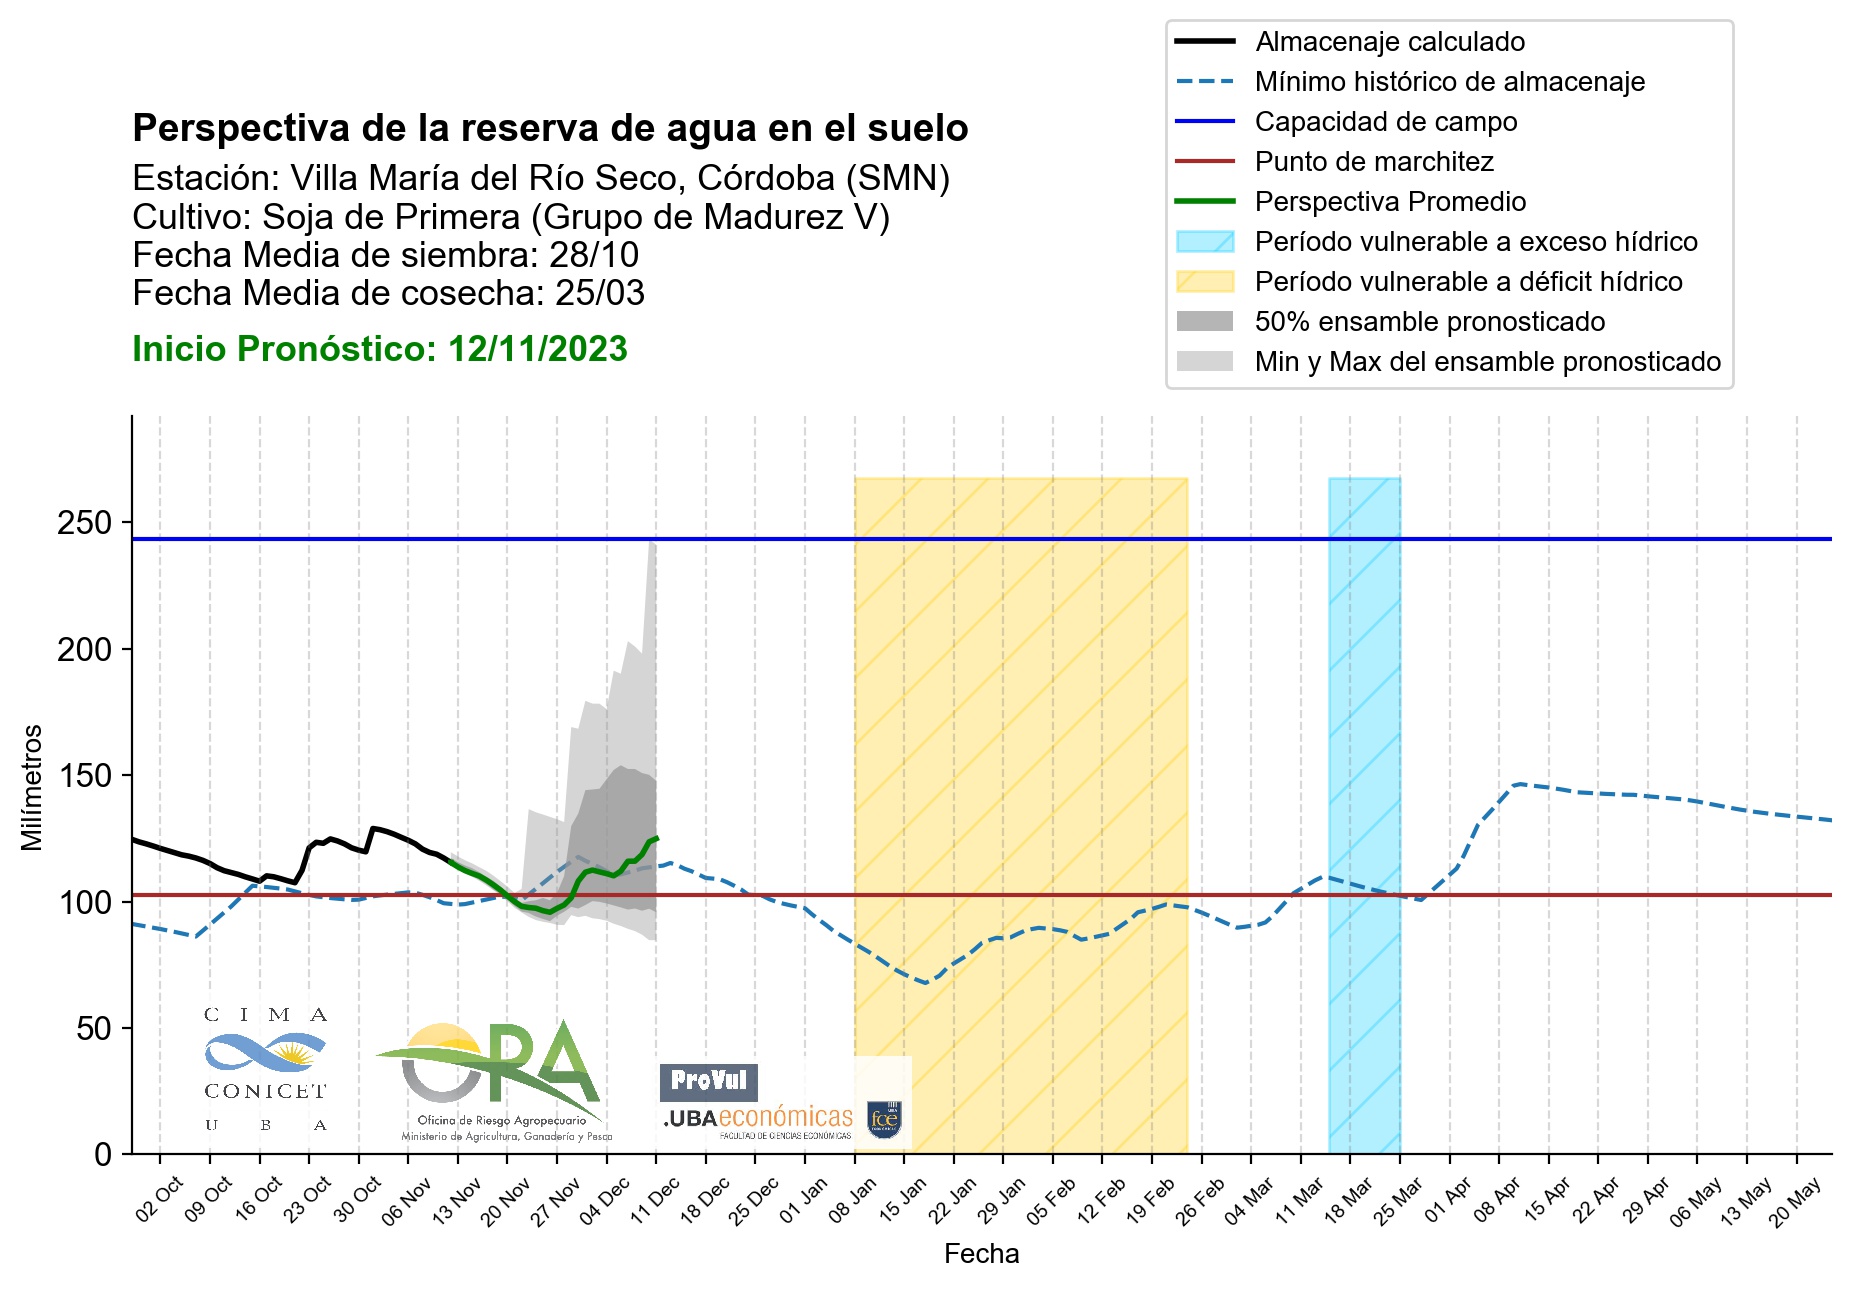 Almacenaje calculado
Mínimo histórico de almacenaje
Capacidad de campo
Punto de marchitez
Perspectiva Promedio
Período vulnerable a exceso hídrico
Período vulnerable a déficit hídrico
50% ensamble pronosticado
Min y Max del ensamble pronosticado
Perspectiva de la reserva de agua en el suelo
Estación: Villa María del Río Seco, Córdoba (SMN)
Cultivo: Soja de Primera (Grupo de Madurez V)
Fecha Media de siembra: 28/10
Fecha Media de cosecha: 25/03
Inicio Pronóstico: 12/11/2023
250
200
150
100
50
0
Milímetros
CIMA
CONICET
UBA
ORA
Oficina de Riesgo Agropecuario
Ministerio de Agricultura, Ganadería y Pesca
ProVul
.UBAeconómicas
FACULTAD DE CIENCIAS ECONÓMICAS
fce
02 Oct
09 Oct
16 Oct
23 Oct
30 Oct
06 Nov
13 Nov
20 Nov
27 Nov
04 Dec
11 Dec
18 Dec
25 Dec
01 Jan
08 Jan
15 Jan
22 Jan
29 Jan
05 Feb
12 Feb
19 Feb
26 Feb
04 Mar
11 Mar
18 Mar
25 Mar
01 Apr
08 Apr
15 Apr
22 Apr
29 Apr
06 May
13 May
20 May
Fecha